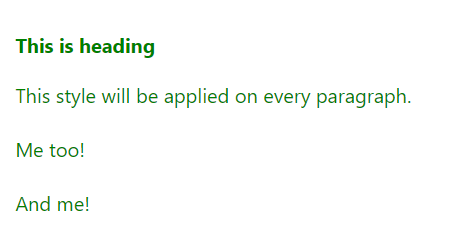 This is heading
This style will be applied on every paragraph.
Me too!
And me!